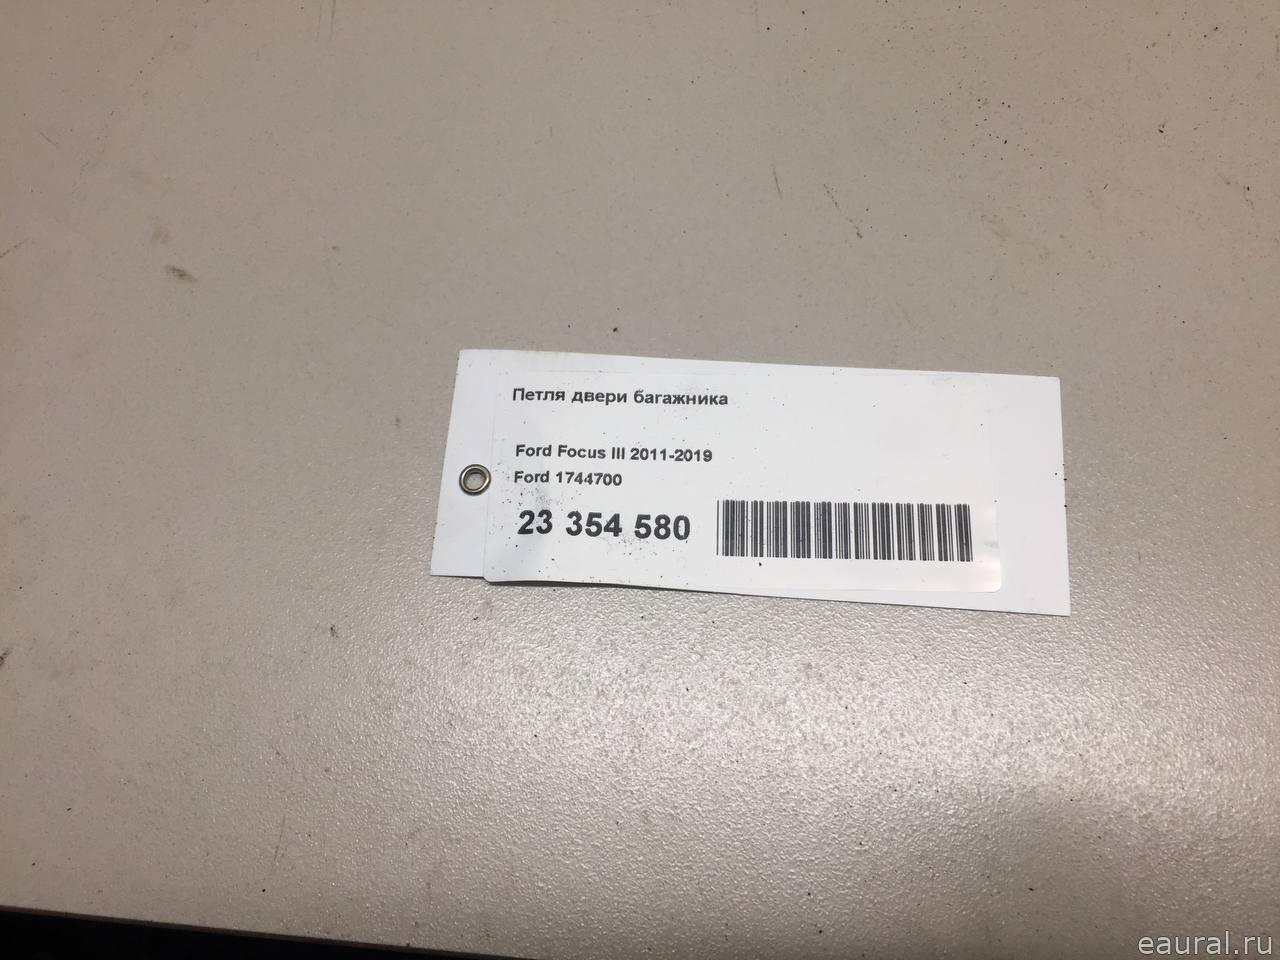 Петля двери багажника
Ford Focus III 2011-2019
Ford 1744700
23 354 580
eaural.ru